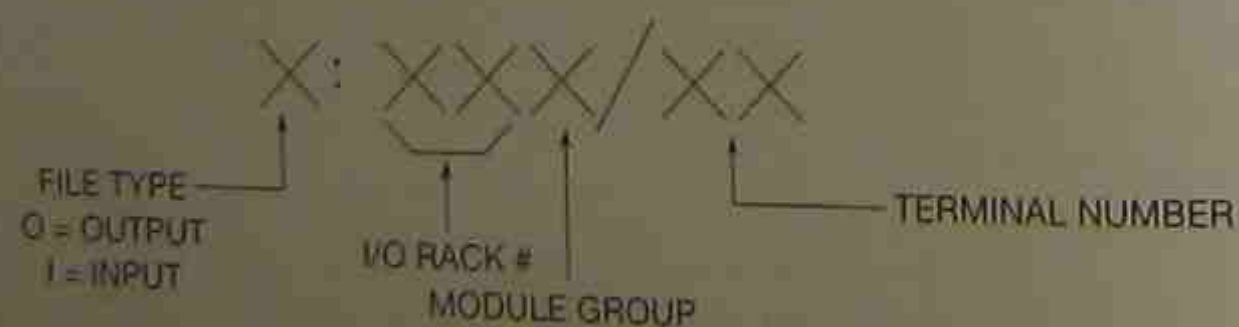 X: XXX/XX
FILE TYPE
O = OUTPUT
I = INPUT
I/O RACK #
MODULE GROUP
TERMINAL NUMBER